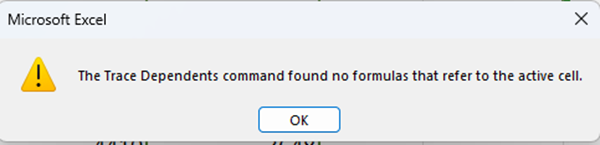 Microsoft Excel
The Trace Dependents command found no formulas that refer to the active cell.
OK